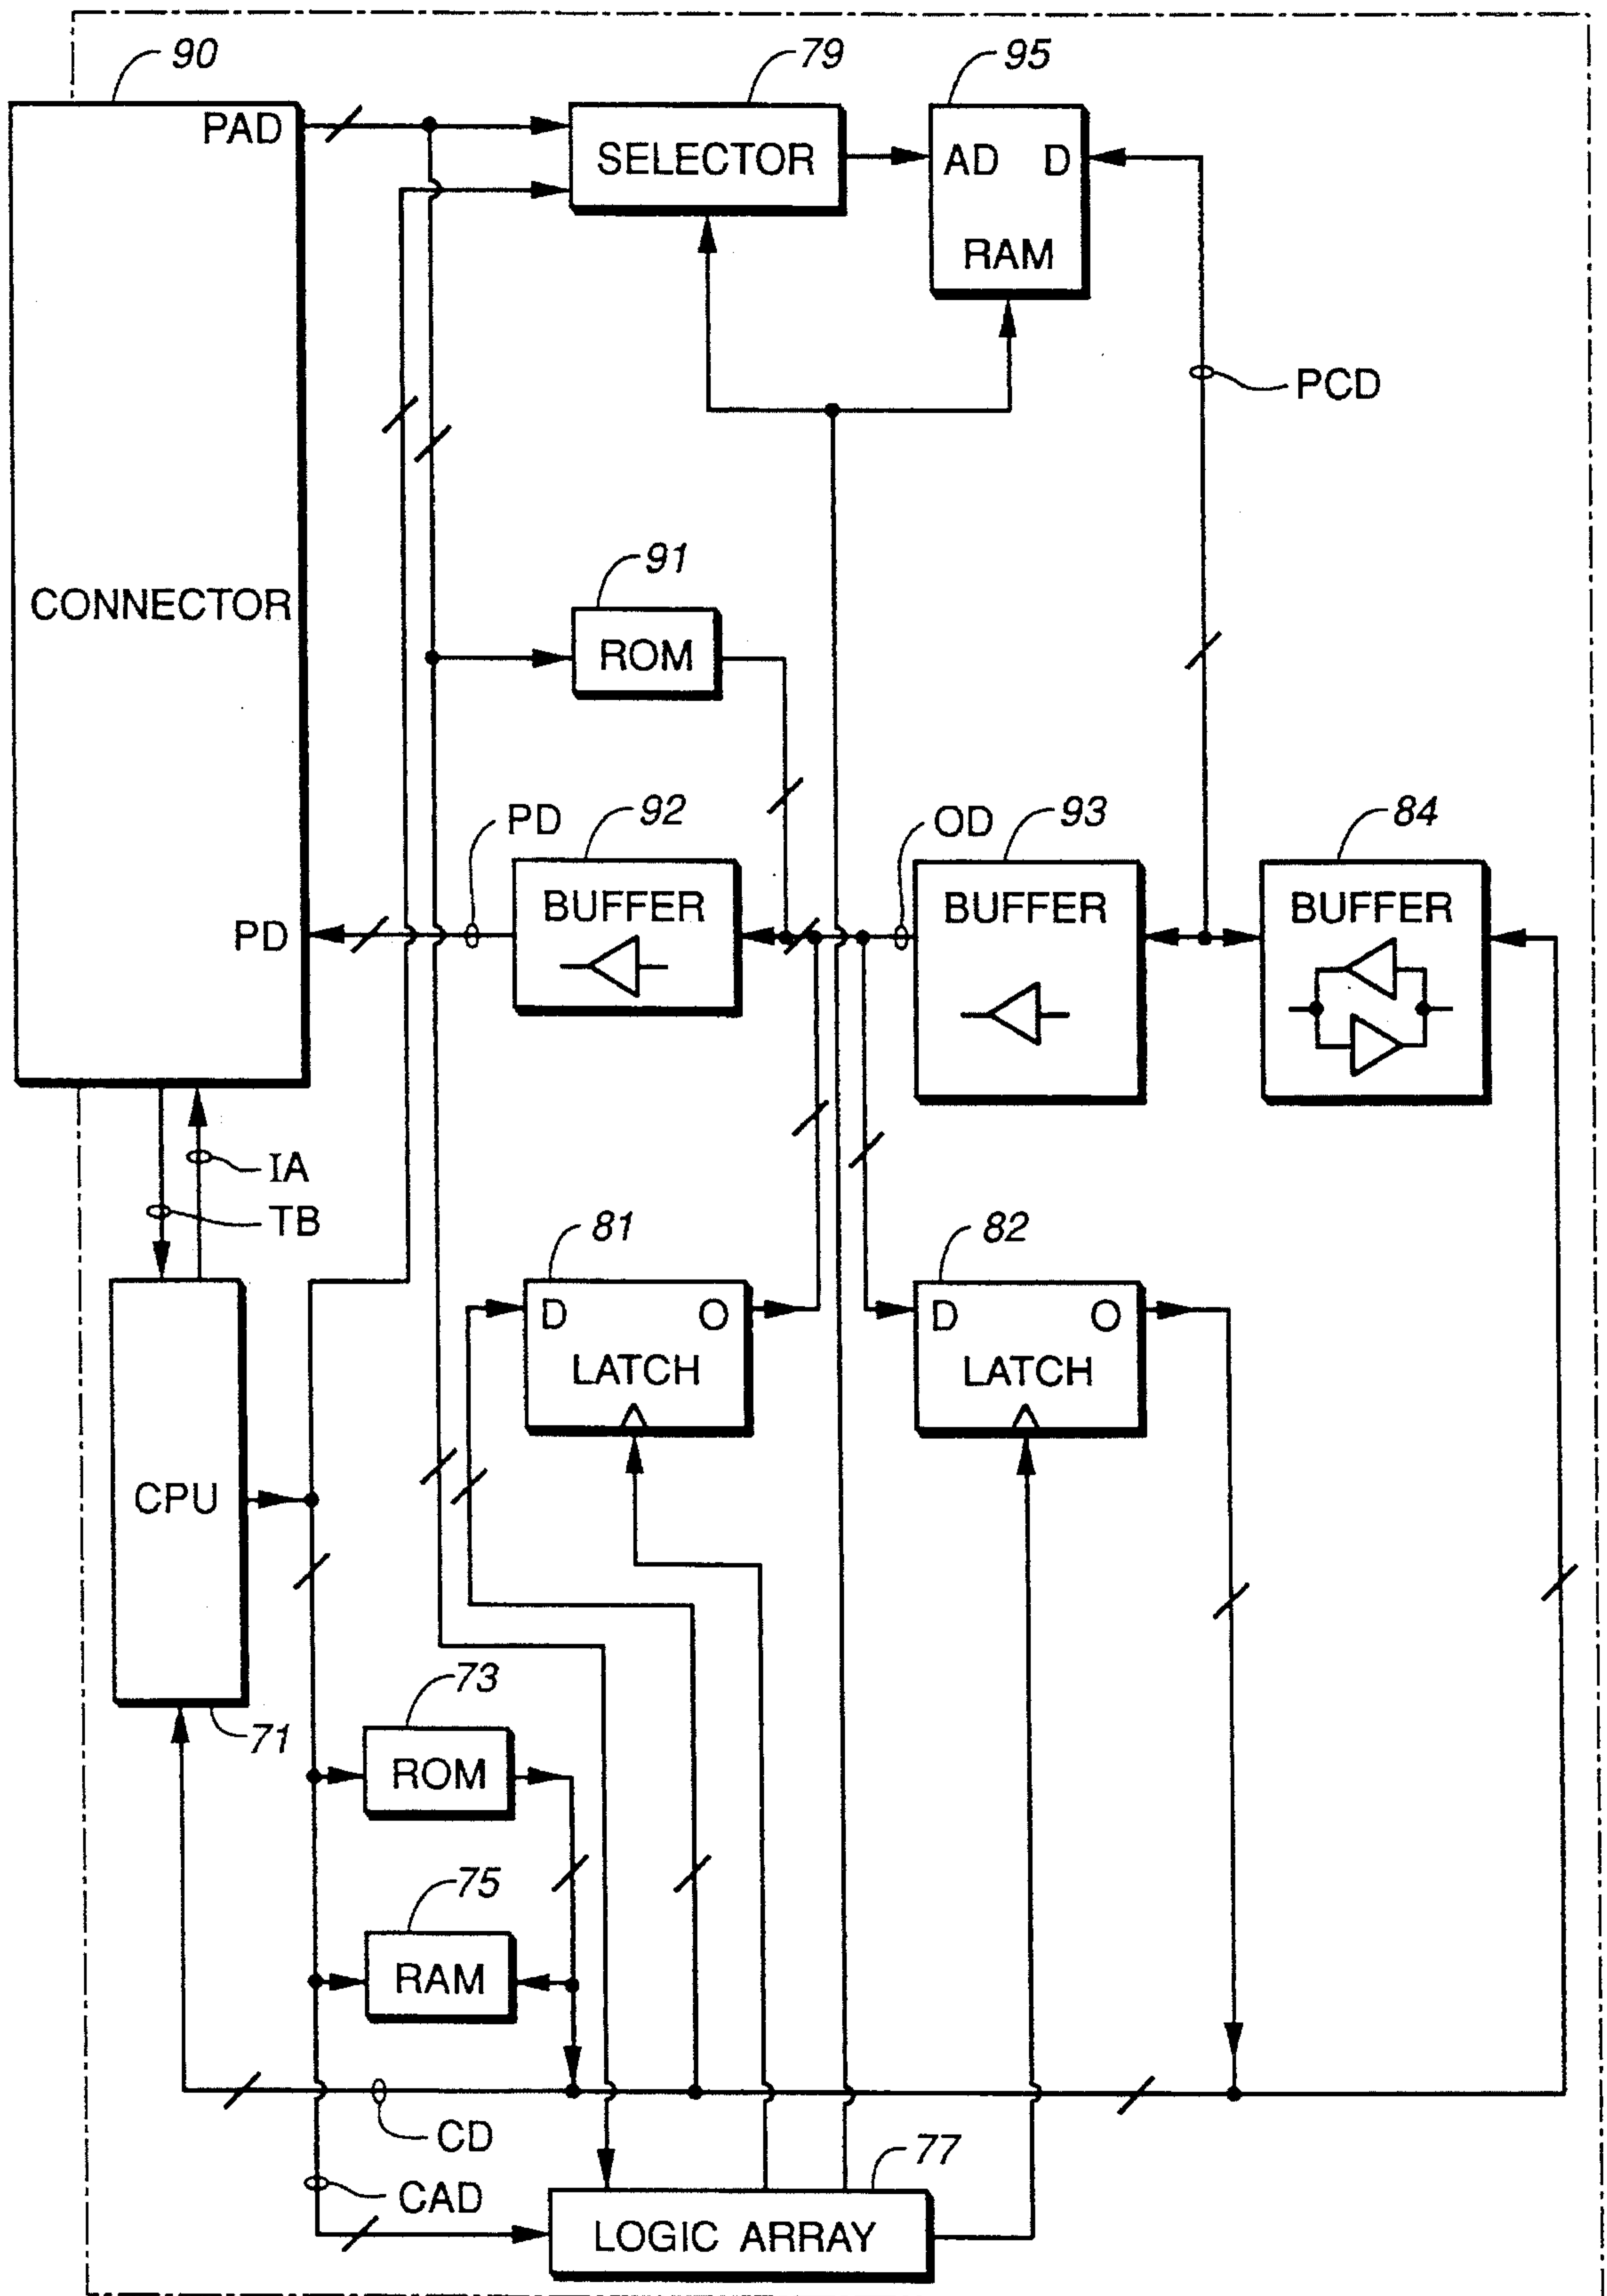 90
79
95
PAD
SELECTOR
AD D
RAM
PCD
91
CONNECTOR
ROM
PD
92
OD
93
84
PD
BUFFER
BUFFER
BUFFER
IA
TB
81
82
D O
LATCH
D O
LATCH
CPU
73
71
ROM
75
RAM
CD
77
CAD
LOGIC ARRAY